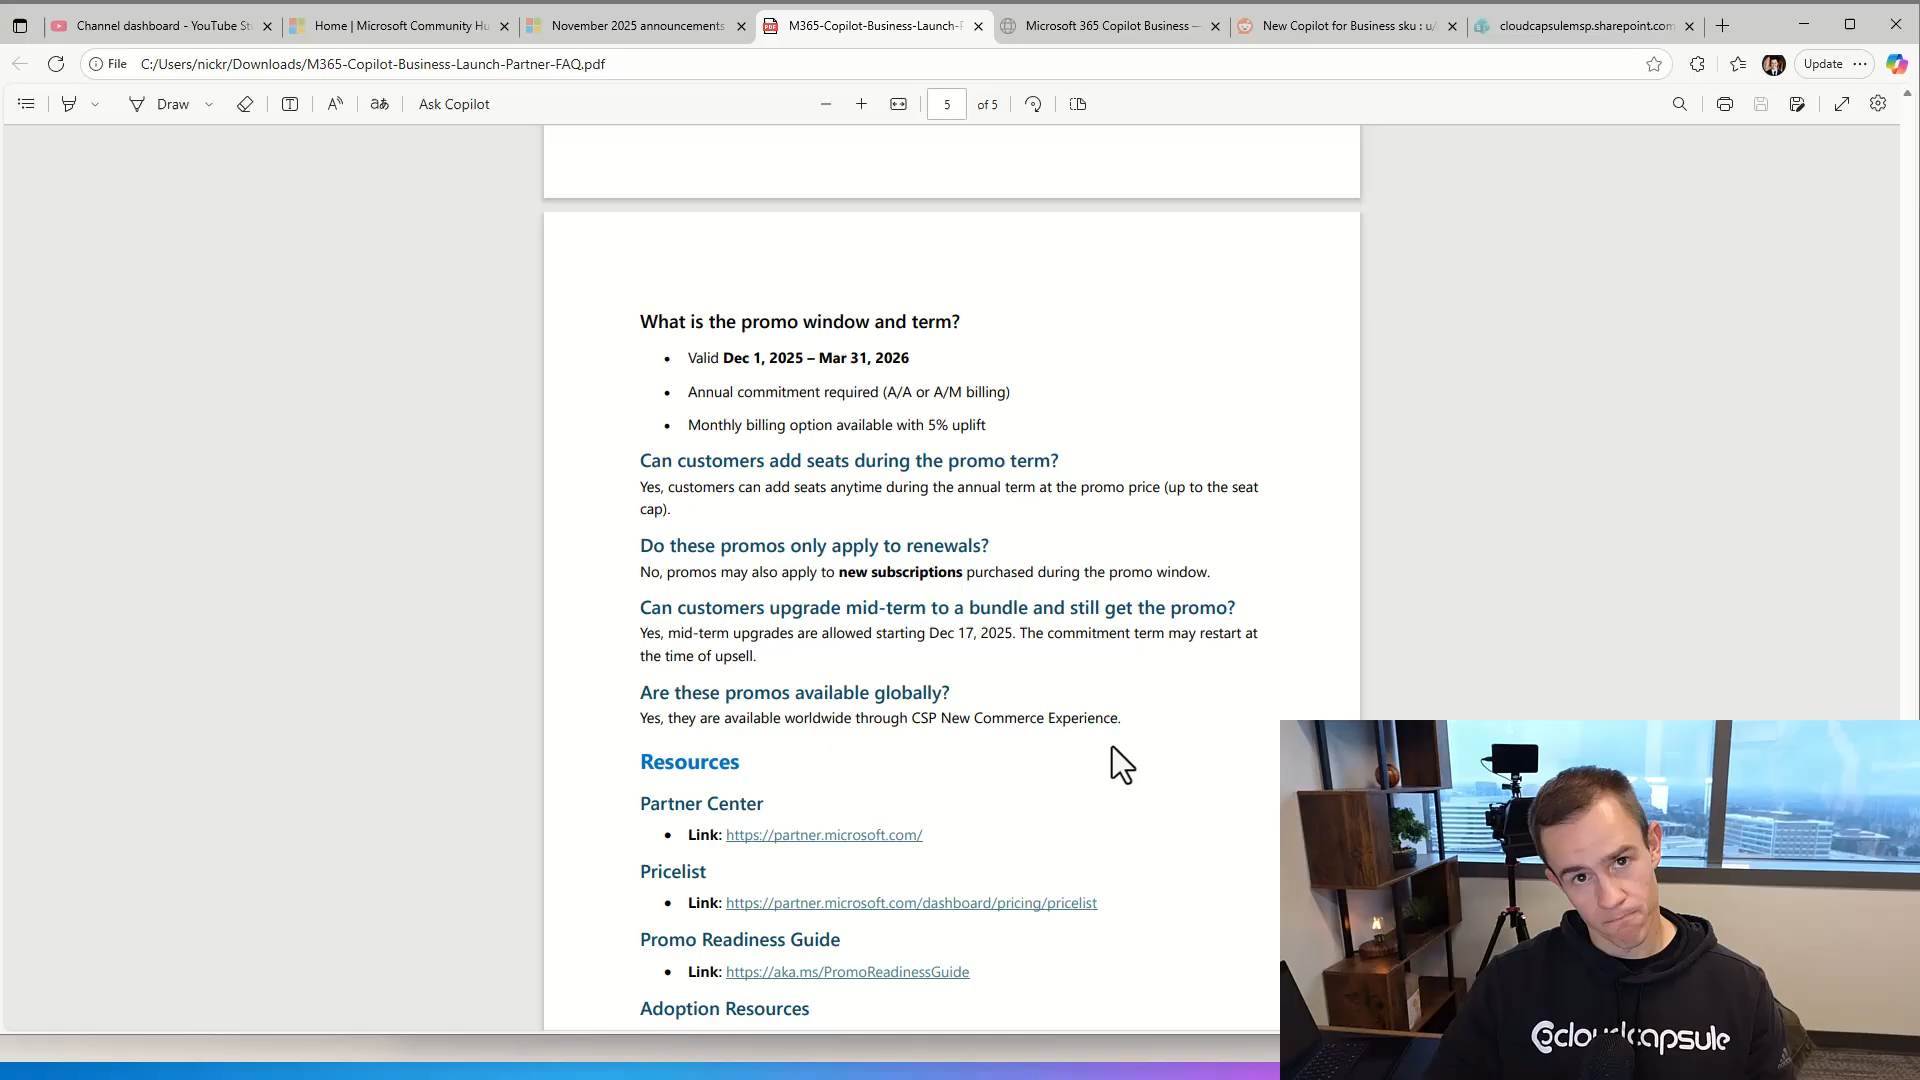 Channel dashboard - YouTube St
Home | Microsoft Community Hu
November 2025 announcements
M365-Copilot-Business-Launch-P
Microsoft 365 Copilot Business —
New Copilot for Business sku : u/
cloudcapsulemsp.sharepoint.com
File
C:/Users/nickr/Downloads/M365-Copilot-Business-Launch-Partner-FAQ.pdf
Update
Draw
Ask Copilot
5
of 5
What is the promo window and term?
• Valid Dec 1, 2025 – Mar 31, 2026
• Annual commitment required (A/A or A/M billing)
• Monthly billing option available with 5% uplift
Can customers add seats during the promo term?
Yes, customers can add seats anytime during the annual term at the promo price (up to the seat
cap).
Do these promos only apply to renewals?
No, promos may also apply to new subscriptions purchased during the promo window.
Can customers upgrade mid-term to a bundle and still get the promo?
Yes, mid-term upgrades are allowed starting Dec 17, 2025. The commitment term may restart at
the time of upsell.
Are these promos available globally?
Yes, they are available worldwide through CSP New Commerce Experience.
Resources
Partner Center
• Link: https://partner.microsoft.com/
Pricelist
• Link: https://partner.microsoft.com/dashboard/pricing/pricelist
Promo Readiness Guide
• Link: https://aka.ms/PromoReadinessGuide
Adoption Resources
cloudcapsule